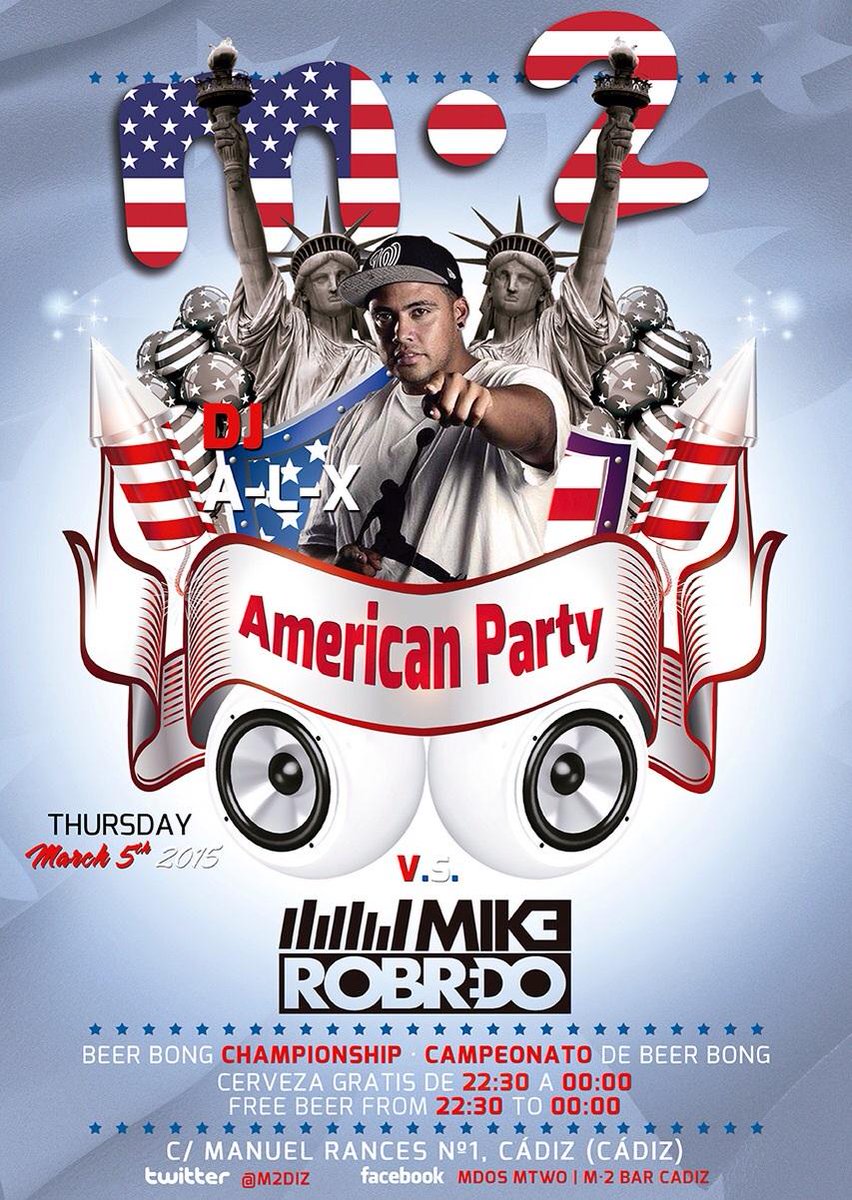 m·2
DJ
A-L-X
American Party
THURSDAY
March 5th 2015
V.S.
MIKE
ROBREDO
BEER BONG CHAMPIONSHIP · CAMPEONATO DE BEER BONG
CERVEZA GRATIS DE 22:30 A 00:00
FREE BEER FROM 22:30 TO 00:00
C/ MANUEL RANCES Nº1, CÁDIZ (CÁDIZ)
twitter @M2DIZ facebook MDOS MTWO | M·2 BAR CADIZ